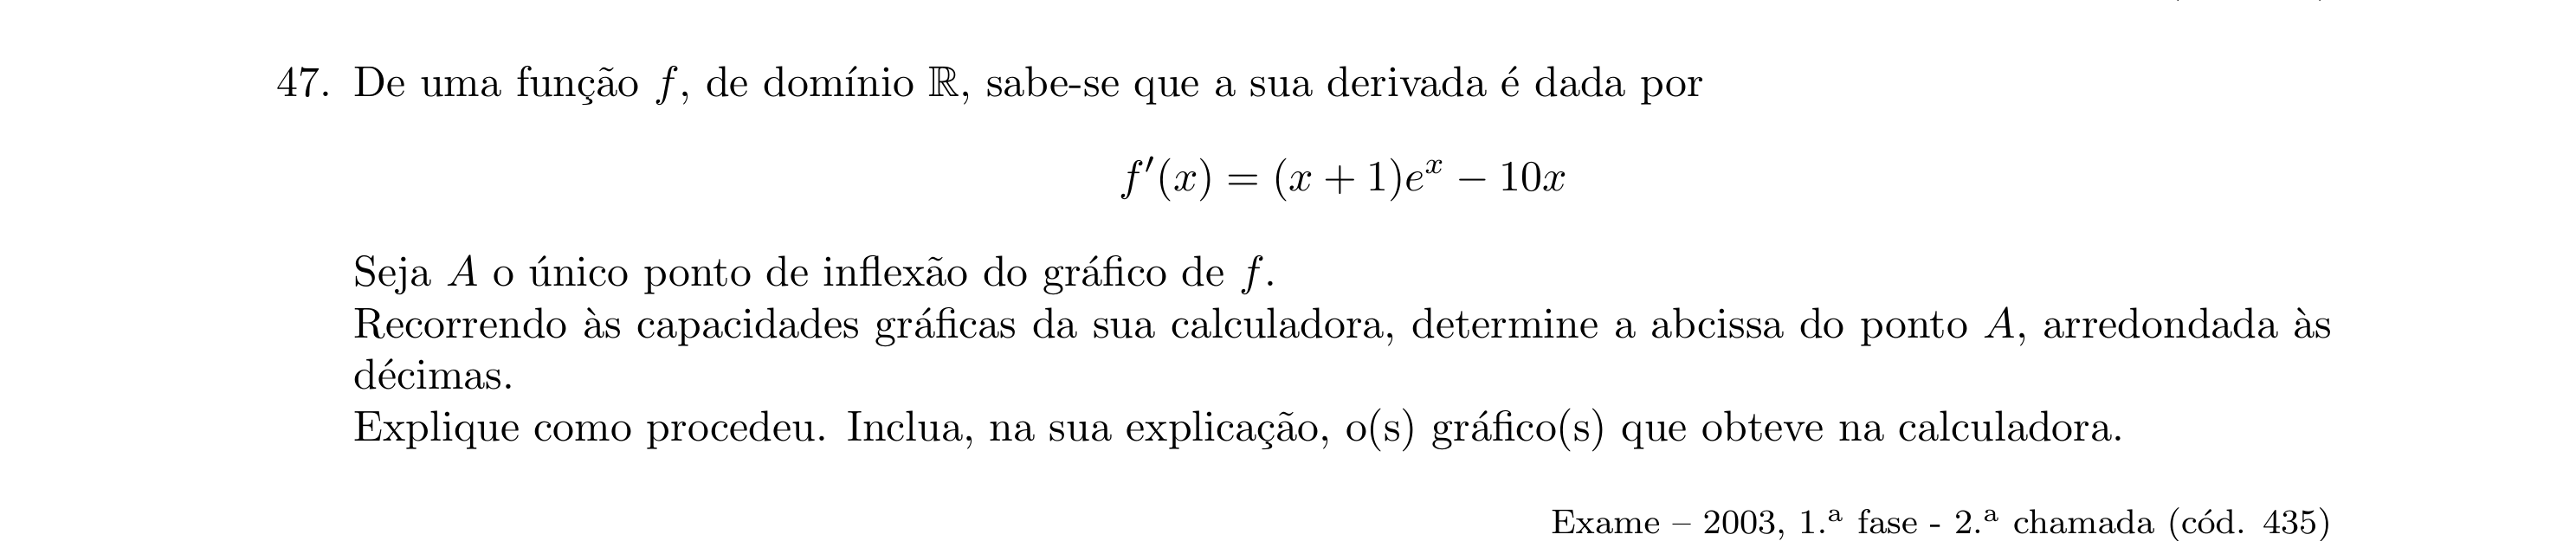 47. De uma função f, de domínio ℝ, sabe-se que a sua derivada é dada por
f′(x) = (x + 1)eˣ − 10x
Seja A o único ponto de inflexão do gráfico de f.
Recorrendo às capacidades gráficas da sua calculadora, determine a abcissa do ponto A, arredondada às
décimas.
Explique como procedeu. Inclua, na sua explicação, o(s) gráfico(s) que obteve na calculadora.
Exame – 2003, 1.ª fase - 2.ª chamada (cód. 435)